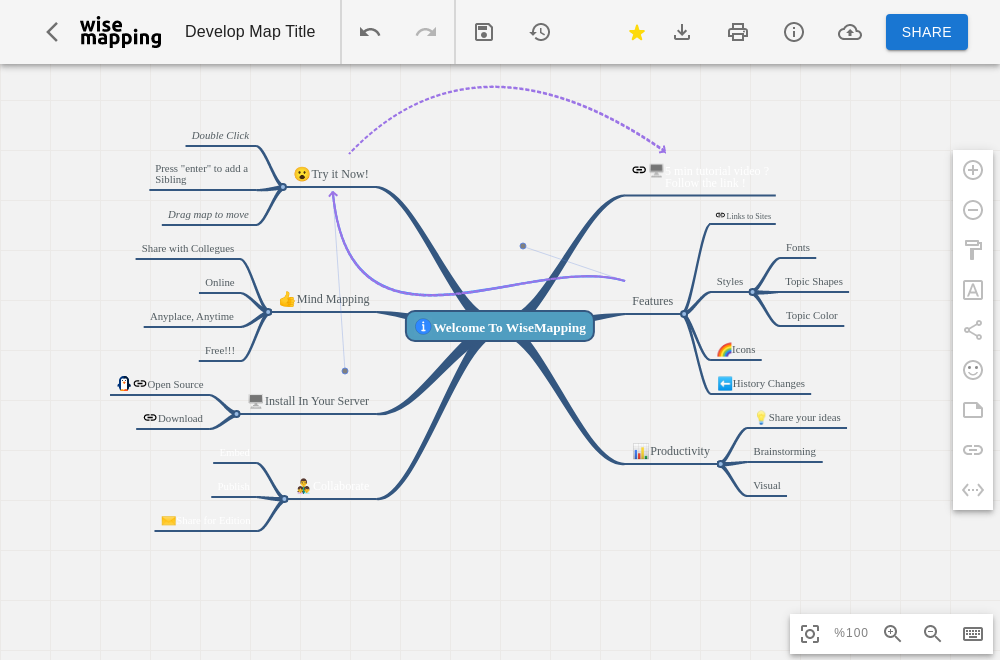 wise
mapping
Develop Map Title
SHARE
Double Click
Press "enter" to add a
Sibling
Drag map to move
😮Try it Now!
Share with Collegues
Online
Anyplace, Anytime
Free!!!
👍Mind Mapping
Open Source
Download
Install In Your Server
Embed
Publish
Collaborate
Welcome To WiseMapping
5 min tutorial video ?
Follow the link !
Links to Sites
Features
Styles
Fonts
Topic Shapes
Topic Color
Icons
History Changes
Productivity
Share your ideas
Brainstorming
Visual
%100